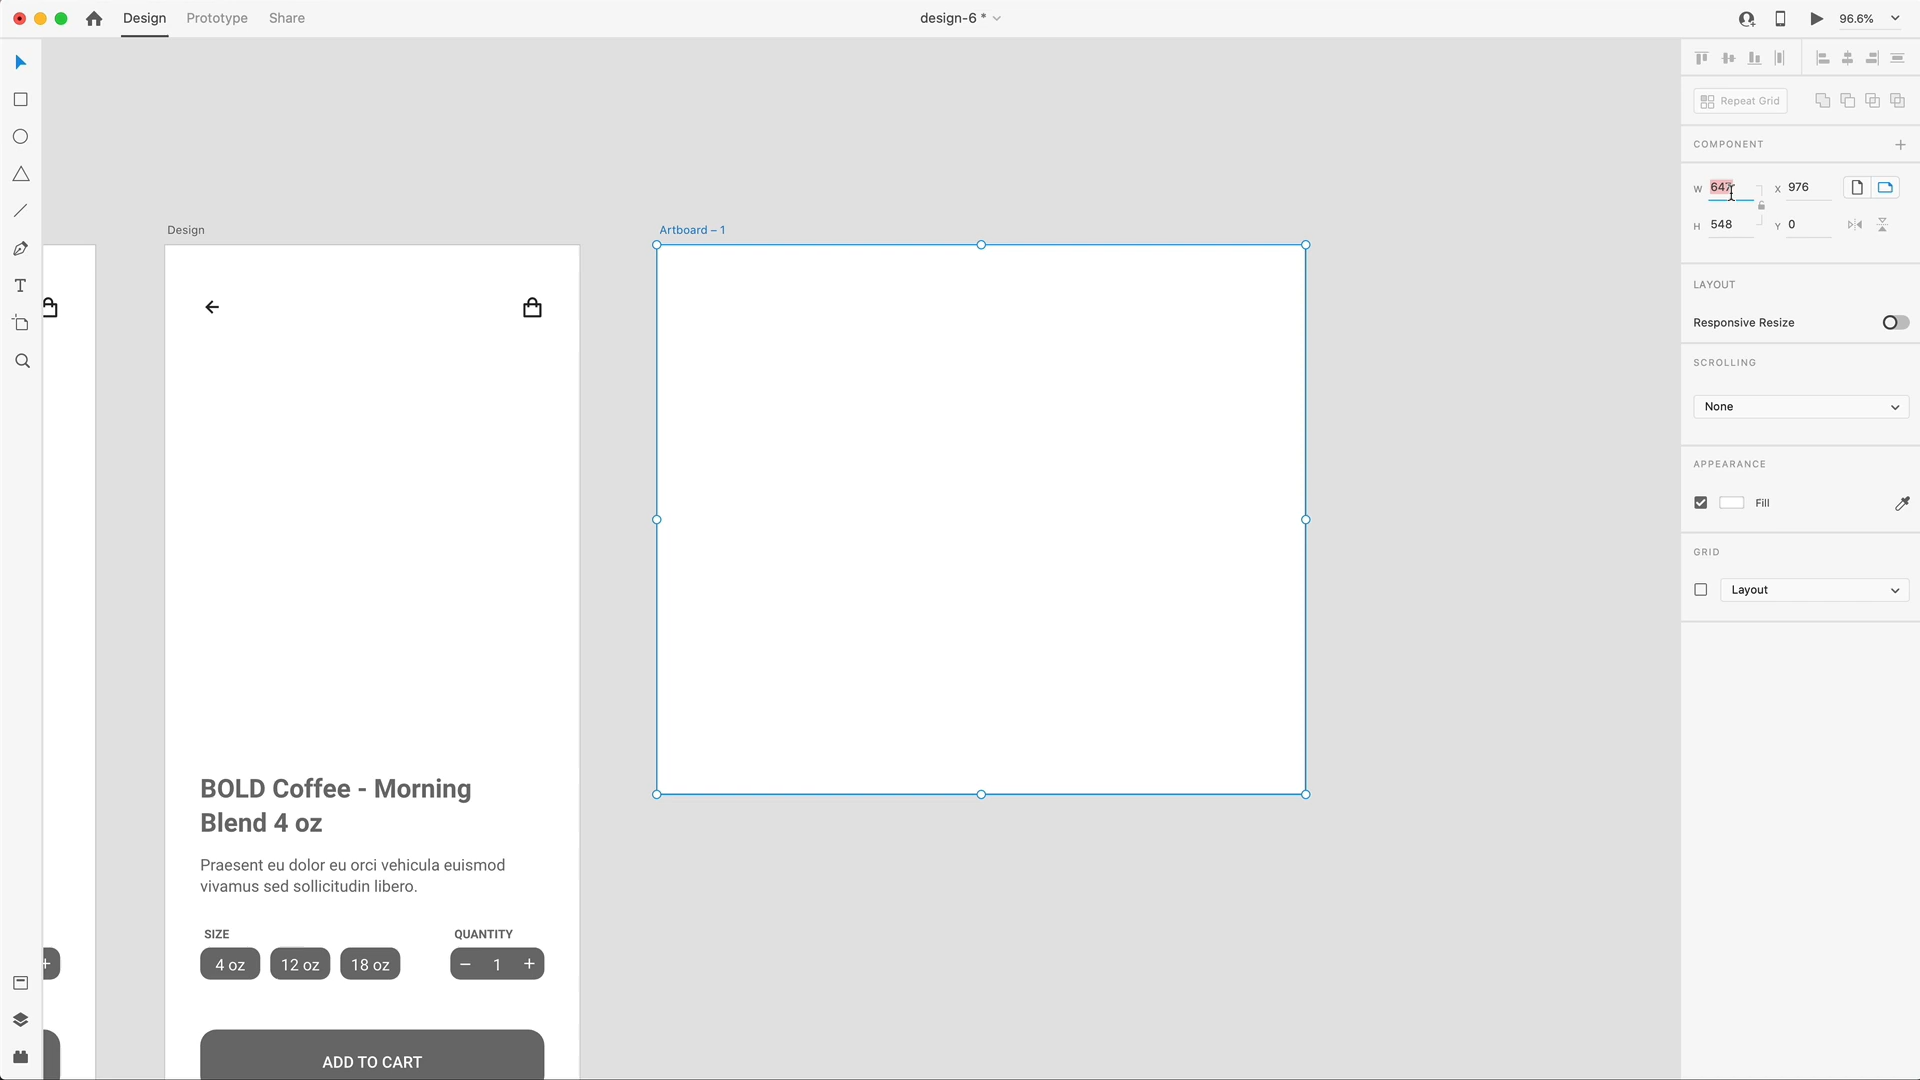 Design
Prototype
Share
design-6 *
96.6%
Repeat Grid
COMPONENT
W 647
X 976
H 548
Y 0
LAYOUT
Responsive Resize
SCROLLING
None
APPEARANCE
Fill
GRID
Layout
T
Design
BOLD Coffee - Morning
Blend 4 oz
Praesent eu dolor eu orci vehicula euismod
vivamus sed sollicitudin libero.
SIZE
QUANTITY
4 oz
12 oz
18 oz
− 1 +
ADD TO CART
+
Artboard – 1